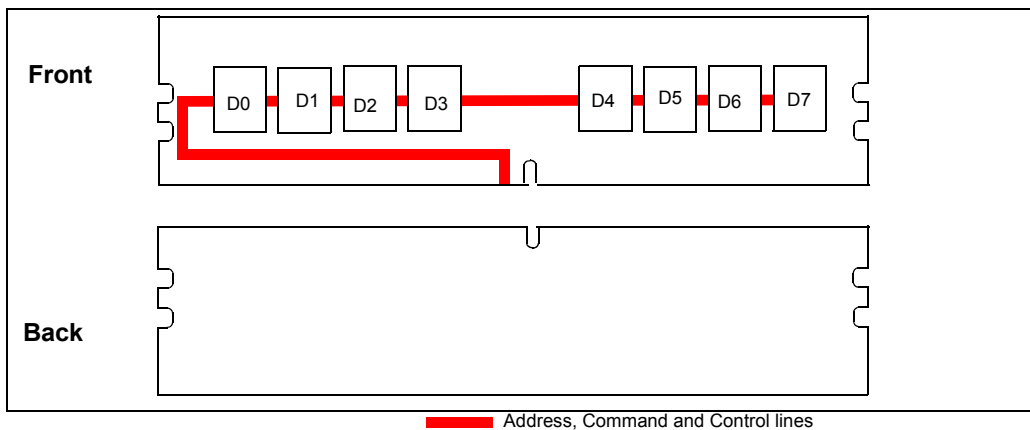 Front
D0 D1 D2 D3 D4 D5 D6 D7
Back
Address, Command and Control lines